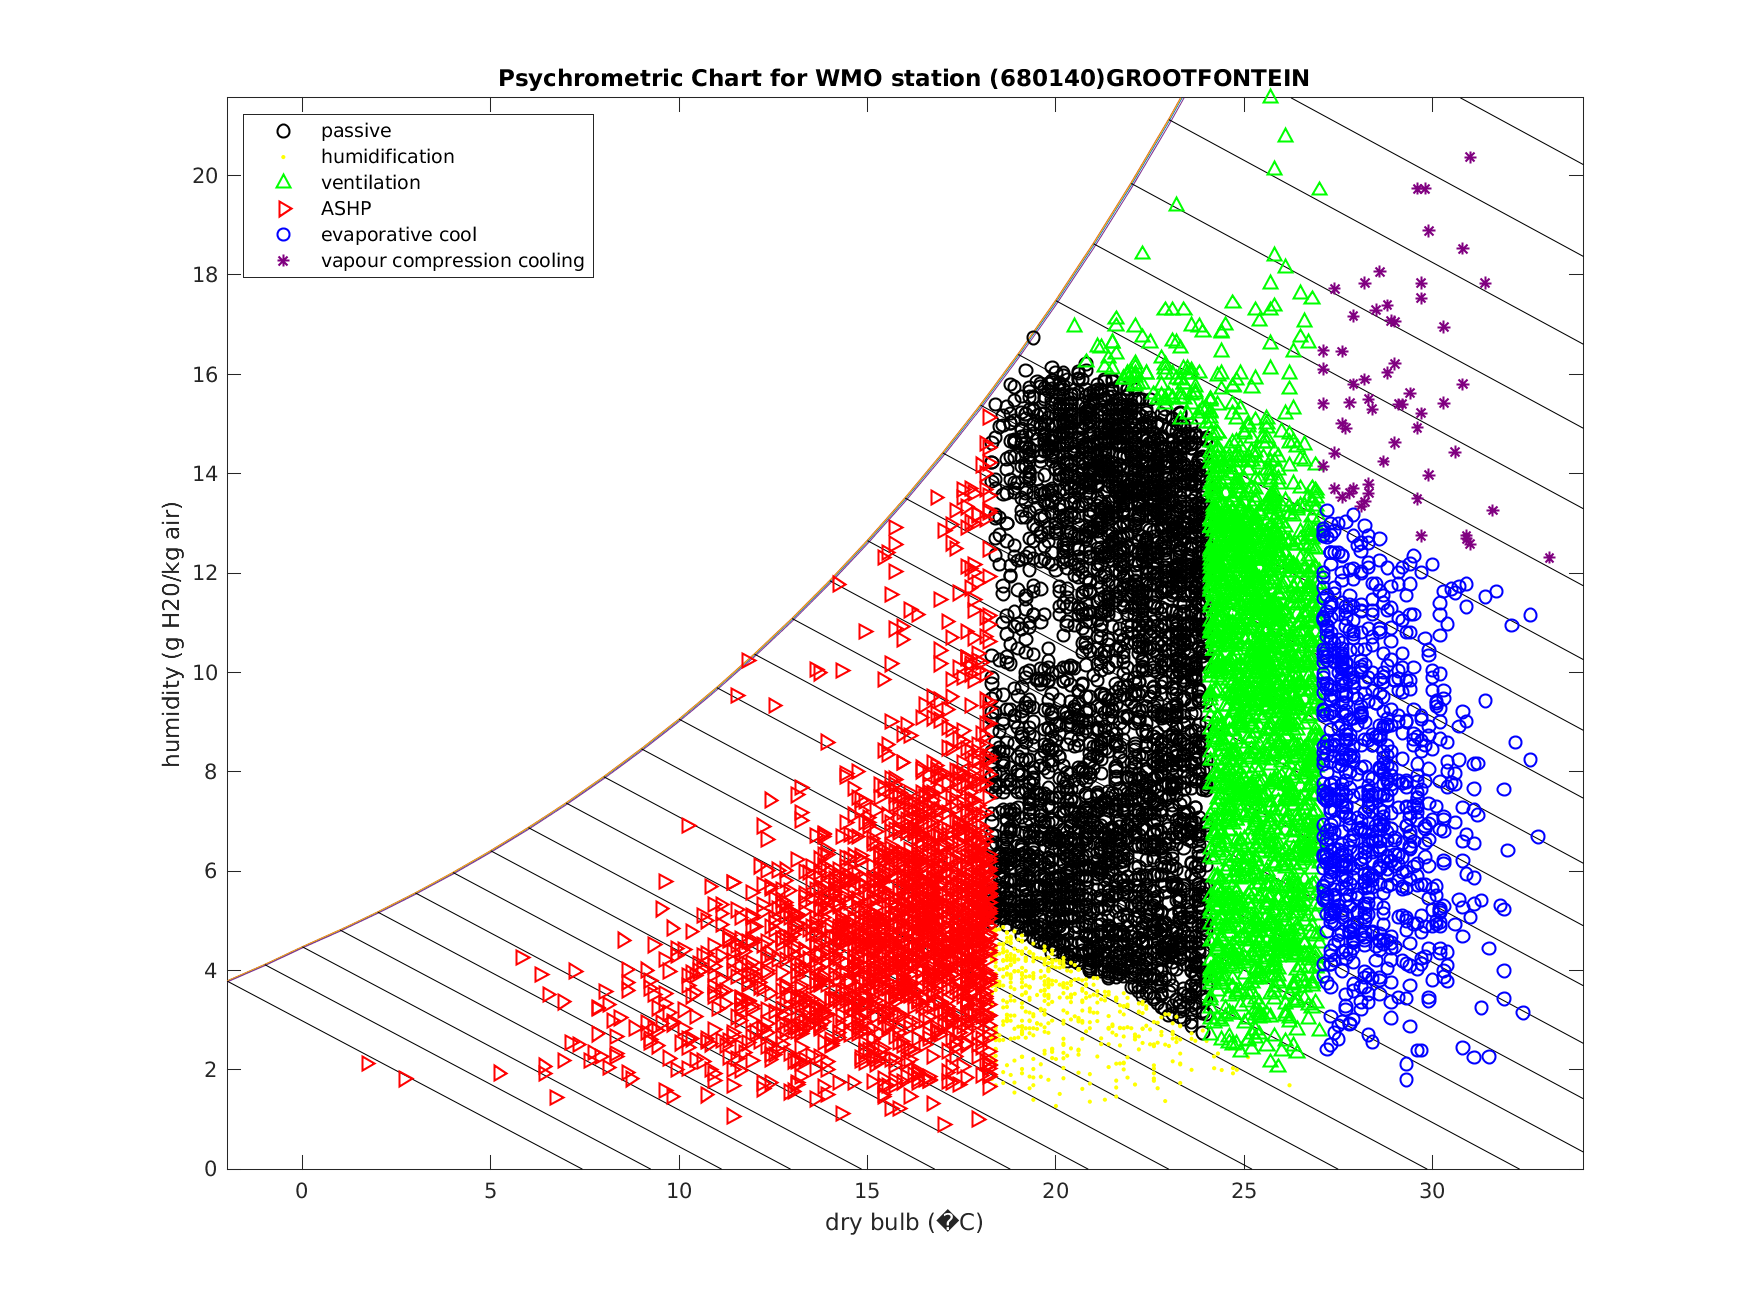 Psychrometric Chart for WMO station (680140)GROOTFONTEIN
passive
humidification
ventilation
ASHP
evaporative cool
vapour compression cooling
humidity (g H20/kg air)
20
18
16
14
12
10
8
6
4
2
0
0 5 10 15 20 25 30
dry bulb (�C)